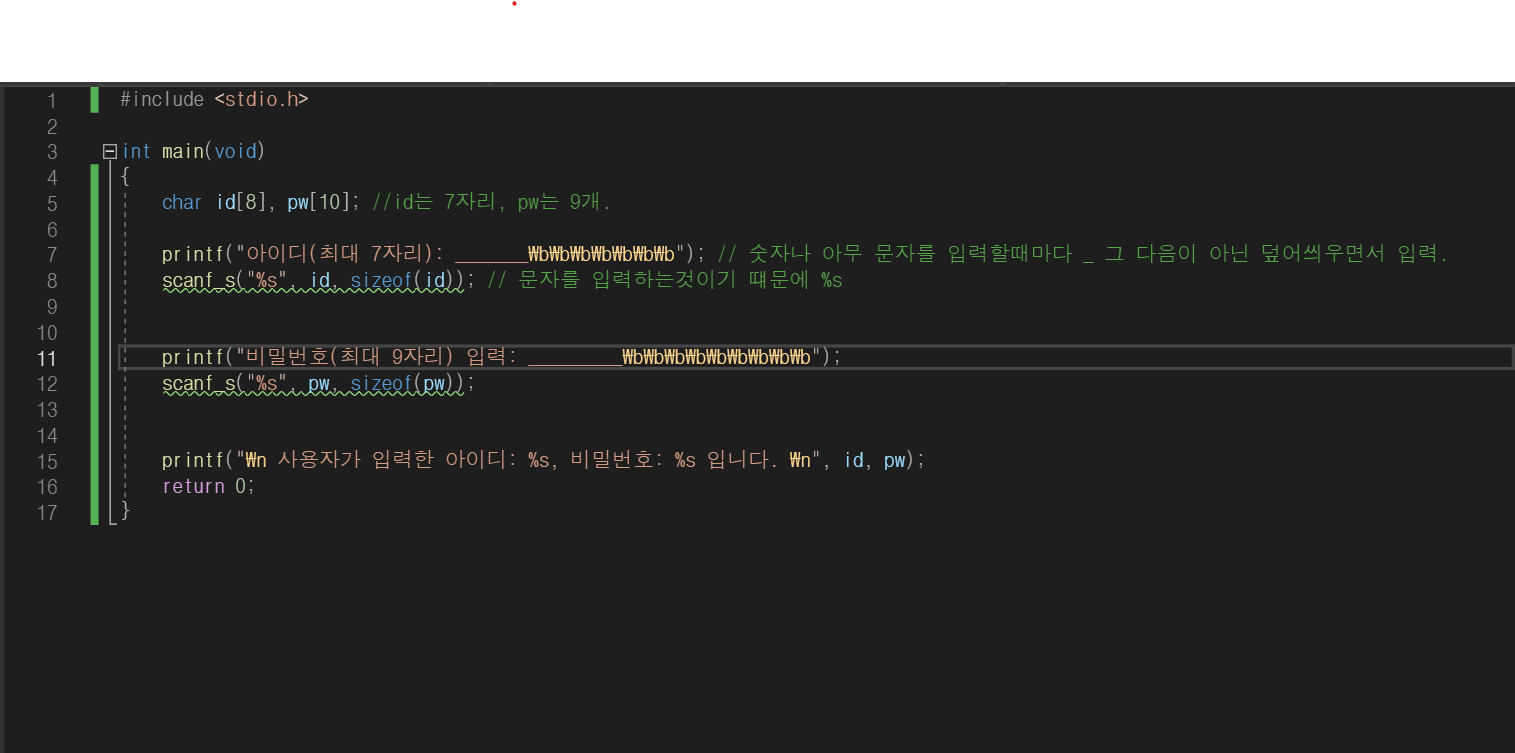 1 #include <stdio.h>
2
3 int main(void)
4 {
5 char id[8], pw[10]; //id는 7자리, pw는 9개.
6
7 printf("아이디(최대 7자리): _______₩b₩b₩b₩b₩b₩b₩b"); // 숫자나 아무 문자를 입력할때마다 _ 그 다음이 아닌 덮어씌우면서 입력.
8 scanf_s("%s", id, sizeof(id)); // 문자를 입력하는것이기 때문에 %s
9
10
11 printf("비밀번호(최대 9자리) 입력: _________₩b₩b₩b₩b₩b₩b₩b₩b₩b");
12 scanf_s("%s", pw, sizeof(pw));
13
14
15 printf("₩n 사용자가 입력한 아이디: %s, 비밀번호: %s 입니다. ₩n", id, pw);
16 return 0;
17 }